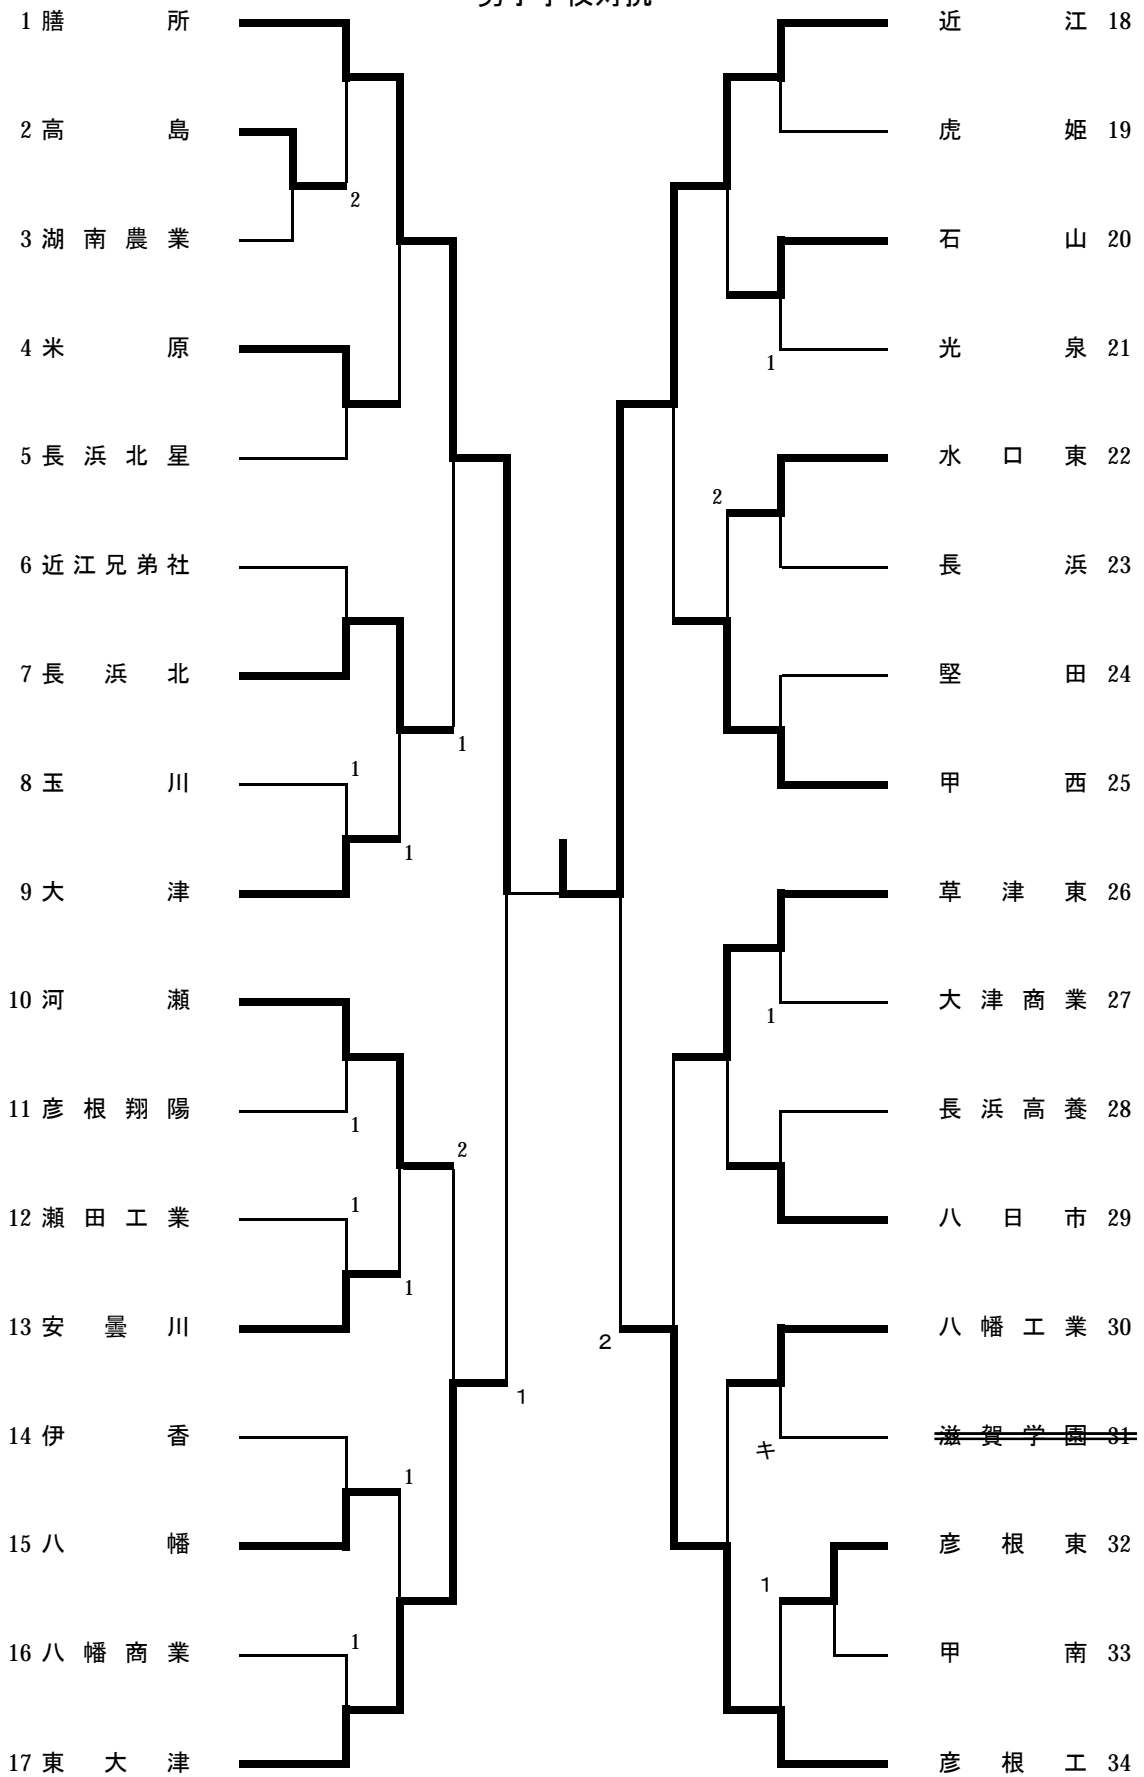 男子学校対抗
1 膳所
2 高島
2
3 湖南農業
4 米原
5 長浜北星
6 近江兄弟社
7 長浜北
1
8 玉川
1
1
9 大津
10 河瀬
11 彦根翔陽
1
2
12 瀬田工業
1
1
13 安曇川
14 伊香
1
1
15 八幡
16 八幡商業
1
17 東大津
近江 18
虎姫 19
石山 20
光泉 21
1
水口東 22
2
長浜 23
堅田 24
甲西 25
草津東 26
大津商業 27
1
長浜高養 28
八日市 29
八幡工業 30
2
滋賀学園 31
キ
彦根東 32
1
甲南 33
彦根工 34